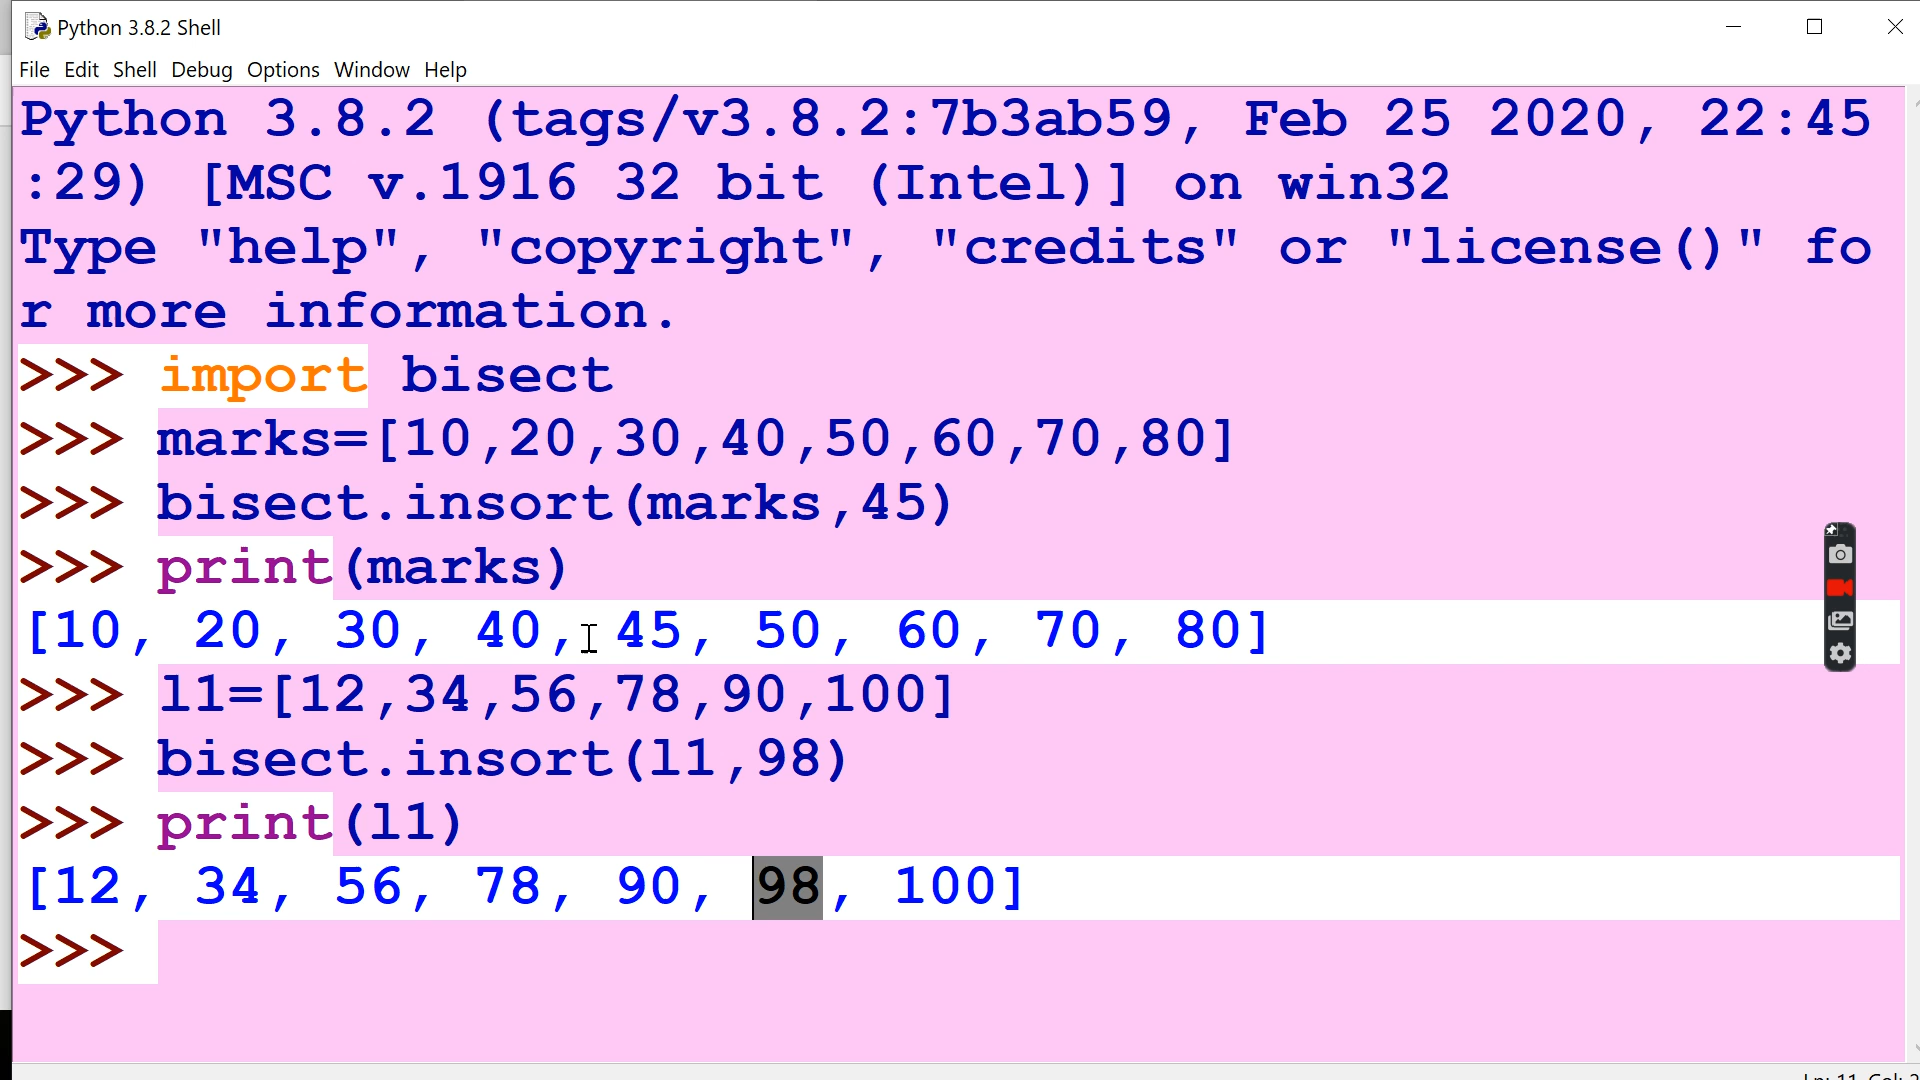 Python 3.8.2 Shell
File Edit Shell Debug Options Window Help
Python 3.8.2 (tags/v3.8.2:7b3ab59, Feb 25 2020, 22:45
:29) [MSC v.1916 32 bit (Intel)] on win32
Type "help", "copyright", "credits" or "license()" fo
r more information.
>>> import bisect
>>> marks=[10,20,30,40,50,60,70,80]
>>> bisect.insort(marks,45)
>>> print(marks)
[10, 20, 30, 40, 45, 50, 60, 70, 80]
>>> l1=[12,34,56,78,90,100]
>>> bisect.insort(l1,98)
>>> print(l1)
[12, 34, 56, 78, 90, 98, 100]
>>>